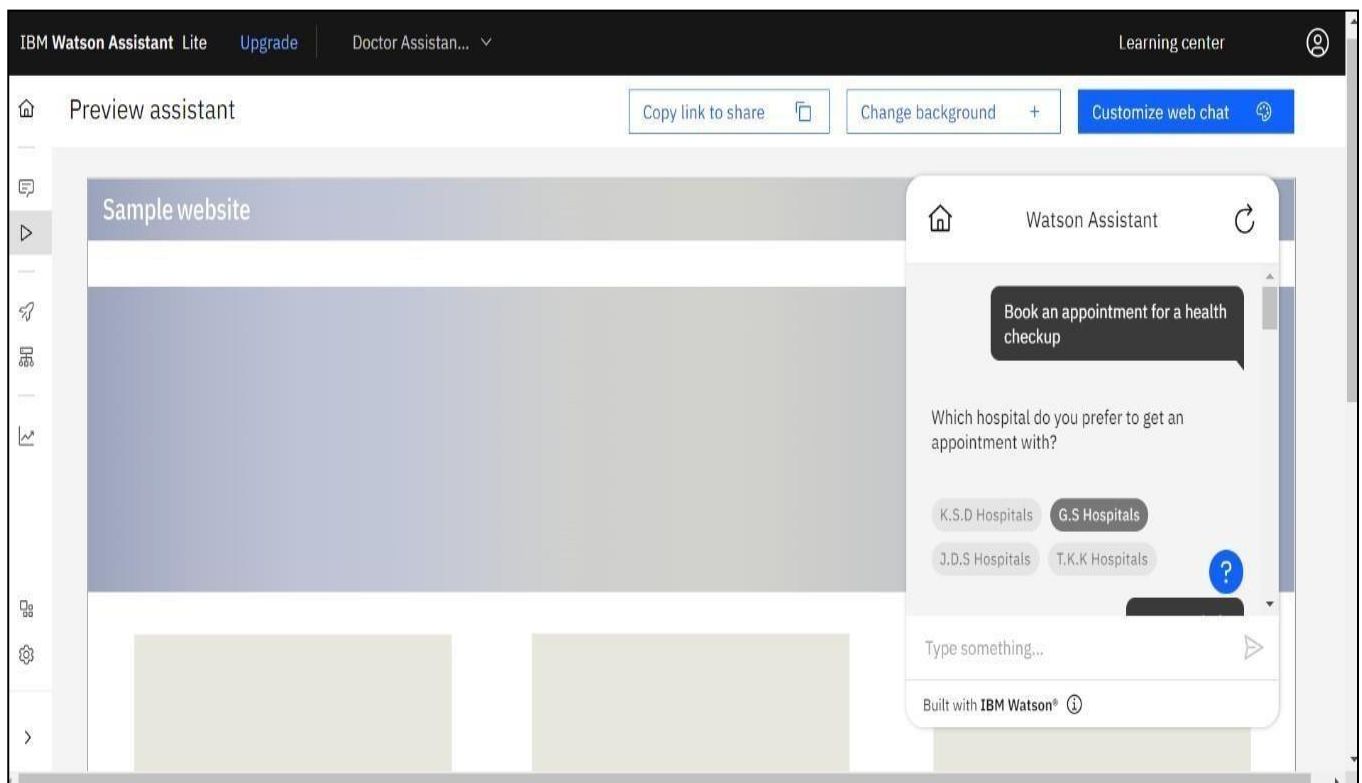 IBM Watson Assistant Lite Upgrade Doctor Assistan... Learning center
Preview assistant Copy link to share Change background + Customize web chat
Sample website
Watson Assistant
Book an appointment for a health
checkup
Which hospital do you prefer to get an
appointment with?
K.S.D Hospitals G.S Hospitals
J.D.S Hospitals T.K.K Hospitals
?
Type something...
Built with IBM Watson®